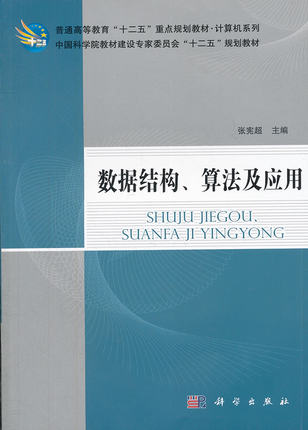 普通高等教育“十二五”重点规划教材·计算机系列
中国科学院教材建设专家委员会“十二五”规划教材
十二五
张宪超 主编
数据结构、算法及应用
SHUJU JIEGOU、
SUANFA JI YINGYONG
科学出版社